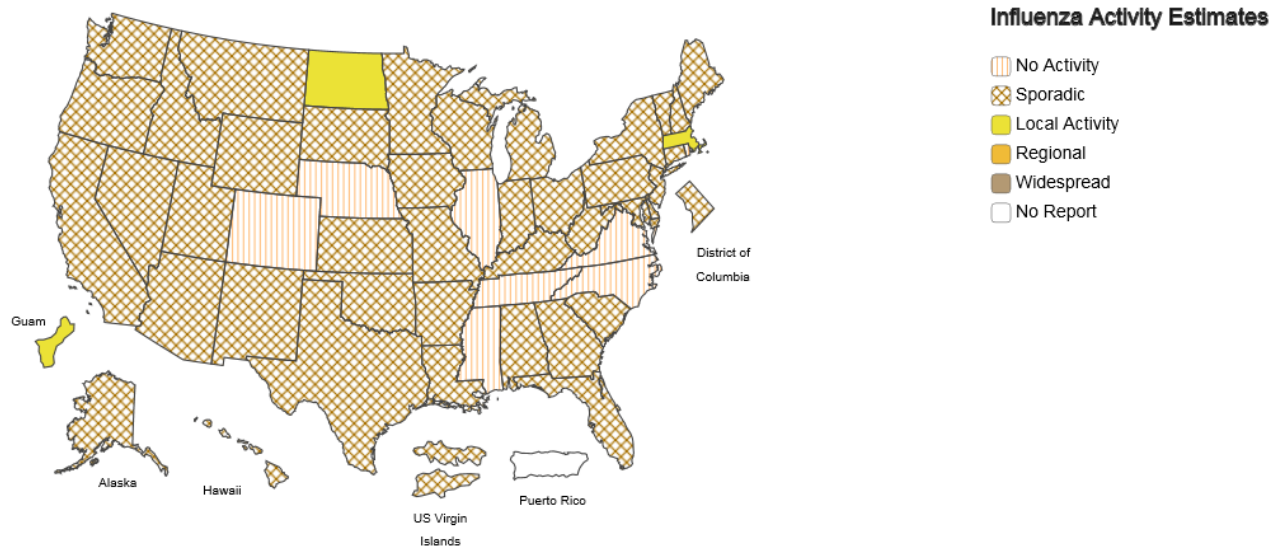 Influenza Activity Estimates
No Activity
Sporadic
Local Activity
Regional
Widespread
No Report
District of
Columbia
Guam
Alaska
Hawaii
US Virgin
Islands
Puerto Rico